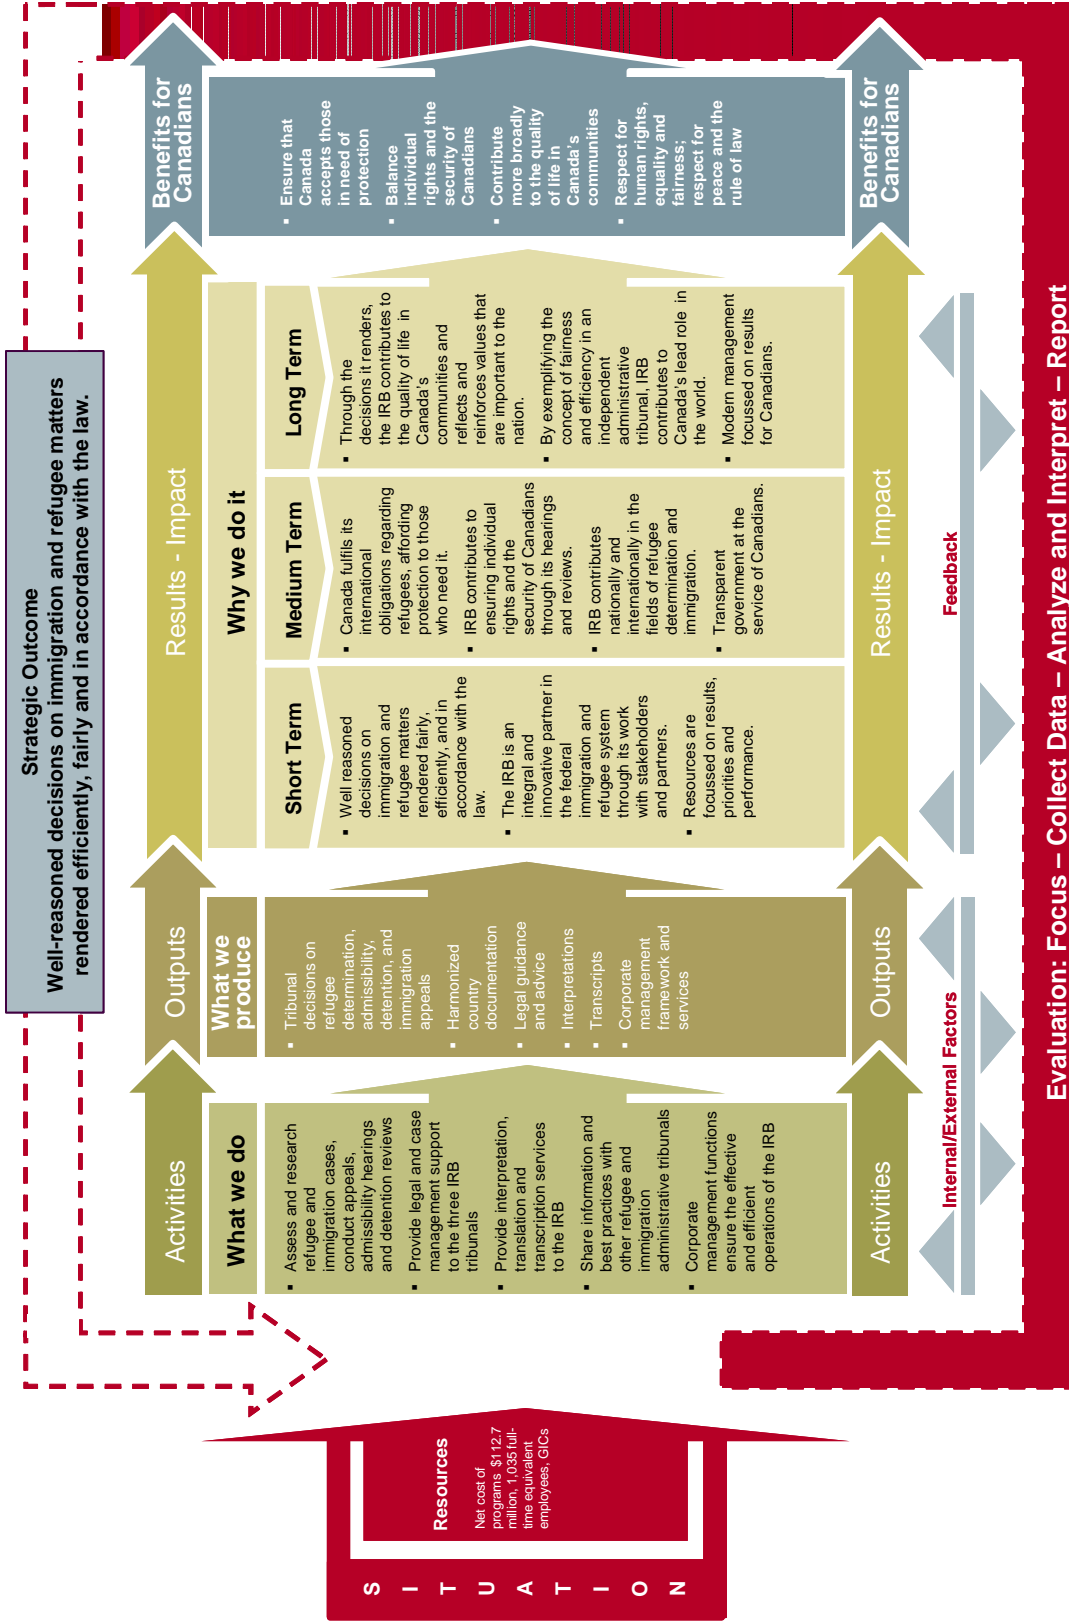 Strategic Outcome
Well-reasoned decisions on immigration and refugee matters
rendered efficiently, fairly and in accordance with the law.
S
I
T
U
A
T
I
O
N
Resources
Net cost of
programs $112.7
million, 1,035 full-
time equivalent
employees, GICs
Activities
What we do
▪ Assess and research
refugee and
immigration cases,
conduct appeals,
admissibility hearings
and detention reviews
▪ Provide legal and case
management support
to the three IRB
tribunals
▪ Provide interpretation,
translation and
transcription services
to the IRB
▪ Share information and
best practices with
other refugee and
immigration
administrative tribunals
▪ Corporate
management functions
ensure the effective
and efficient
operations of the IRB
Activities
Outputs
What we
produce
▪ Tribunal
decisions on
refugee
determination,
admissibility,
detention, and
immigration
appeals
▪ Harmonized
country
documentation
▪ Legal guidance
and advice
▪ Interpretations
▪ Transcripts
▪ Corporate
management
framework and
services
Outputs
Results - Impact
Why we do it
Short Term
▪ Well reasoned
decisions on
immigration and
refugee matters
rendered fairly,
efficiently, and in
accordance with the
law.
▪ The IRB is an
integral and
innovative partner in
the federal
immigration and
refugee system
through its work
with stakeholders
and partners.
▪ Resources are
focussed on results,
priorities and
performance.
Medium Term
▪ Canada fulfils its
international
obligations regarding
refugees, affording
protection to those
who need it.
▪ IRB contributes to
ensuring individual
rights and the
security of Canadians
through its hearings
and reviews.
▪ IRB contributes
nationally and
internationally in the
fields of refugee
determination and
immigration.
▪ Transparent
government at the
service of Canadians.
Long Term
▪ Through the
decisions it renders,
the IRB contributes to
the quality of life in
Canada's
communities and
reflects and
reinforces values that
are important to the
nation.
▪ By exemplifying the
concept of fairness
and efficiency in an
independent
administrative
tribunal, IRB
contributes to
Canada's lead role in
the world.
▪ Modern management
focussed on results
for Canadians.
Results - Impact
Benefits for
Canadians
▪ Ensure that
Canada
accepts those
in need of
protection
▪ Balance
individual
rights and the
security of
Canadians
▪ Contribute
more broadly
to the quality
of life in
Canada's
communities
▪ Respect for
human rights,
equality and
fairness;
respect for
peace and the
rule of law
Benefits for
Canadians
Internal/External Factors
Feedback
Evaluation: Focus – Collect Data – Analyze and Interpret – Report